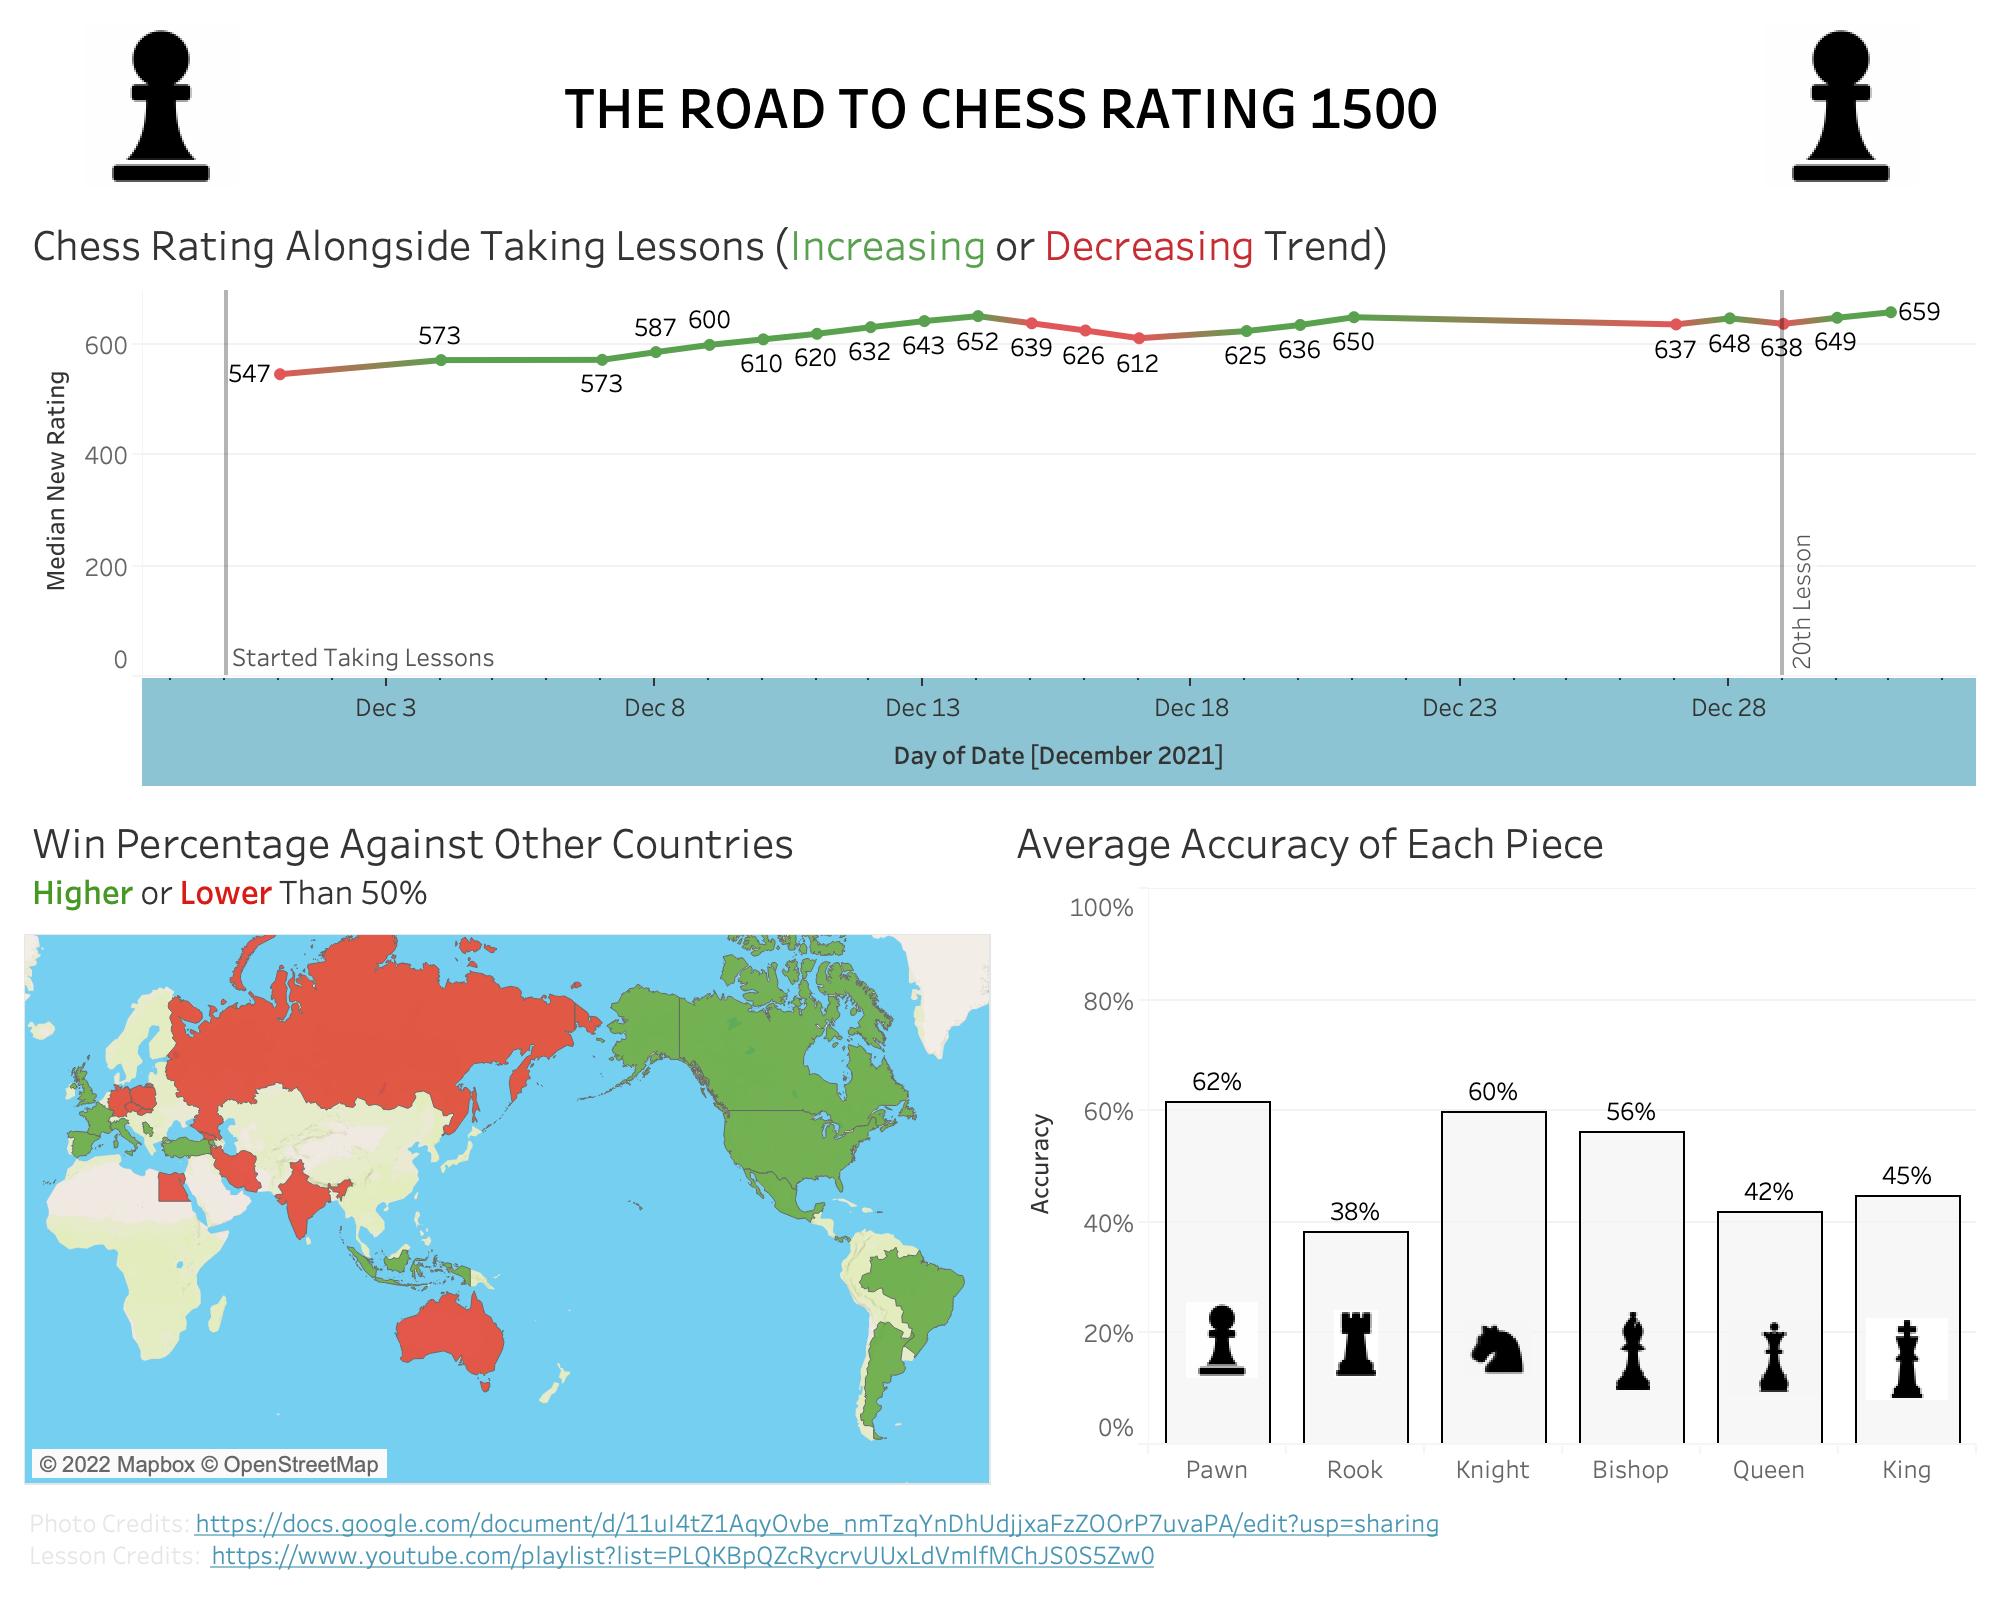 THE ROAD TO CHESS RATING 1500
Chess Rating Alongside Taking Lessons (Increasing or Decreasing Trend)
Median New Rating
600
400
200
0
547
573
573
587
600
610
620
632
643
652
639
626
612
625
636
650
637
648
638
649
659
Started Taking Lessons
20th Lesson
Dec 3
Dec 8
Dec 13
Dec 18
Dec 23
Dec 28
Day of Date [December 2021]
Win Percentage Against Other Countries
Higher or Lower Than 50%
© 2022 Mapbox © OpenStreetMap
Average Accuracy of Each Piece
Accuracy
100%
80%
60%
40%
20%
0%
62%
38%
60%
56%
42%
45%
Pawn
Rook
Knight
Bishop
Queen
King
Photo Credits: https://docs.google.com/document/d/11uI4tZ1AqyOvbe_nmTzqYnDhUdjjxaFzZOOrP7uvaPA/edit?usp=sharing
Lesson Credits: https://www.youtube.com/playlist?list=PLQKBpQZcRycrvUUxLdVmlfMChJS0S5Zw0